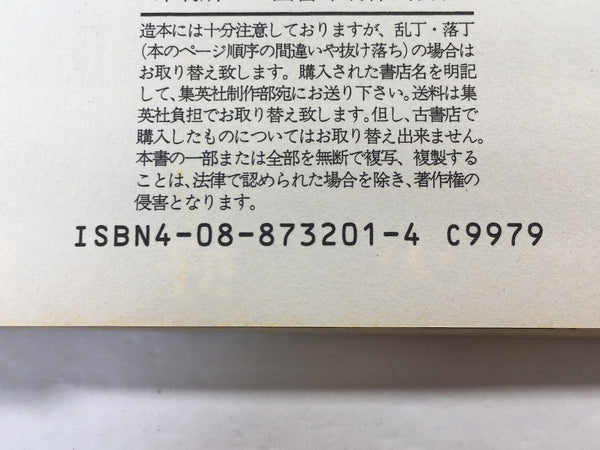 造本には十分注意しておりますが、乱丁・落丁
(本のページ順序の間違いや抜け落ち)の場合は
お取り替え致します。購入された書店名を明記
して、集英社制作部宛にお送り下さい。送料は集
英社負担でお取り替え致します。但し、古書店で
購入したものについてはお取り替え出来ません。
本書の一部または全部を無断で複写、複製する
ことは、法律で認められた場合を除き、著作権の
侵害となります。
ISBN4-08-873201-4 C9979